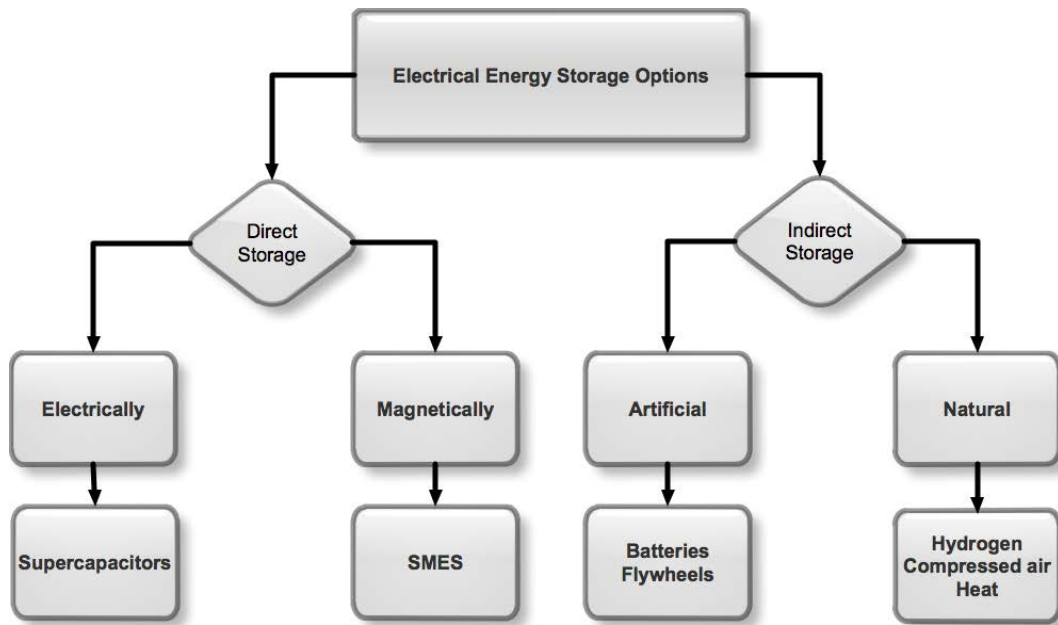 Electrical Energy Storage Options
Direct
Storage
Indirect
Storage
Electrically
Magnetically
Artificial
Natural
Supercapacitors
SMES
Batteries
Flywheels
Hydrogen
Compressed air
Heat